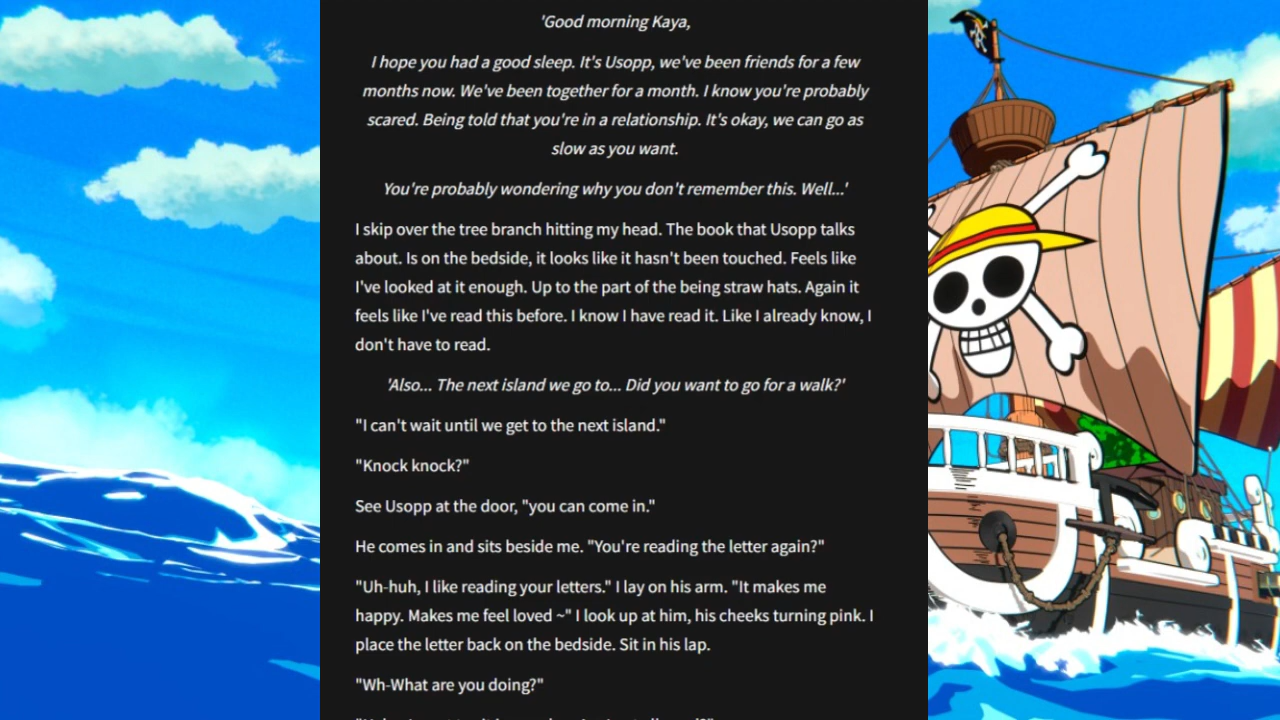 'Good morning Kaya,
I hope you had a good sleep. It's Usopp, we've been friends for a few
months now. We've been together for a month. I know you're probably
scared. Being told that you're in a relationship. It's okay, we can go as
slow as you want.
You're probably wondering why you don't remember this. Well...'
I skip over the tree branch hitting my head. The book that Usopp talks
about. Is on the bedside, it looks like it hasn't been touched. Feels like
I've looked at it enough. Up to the part of the being straw hats. Again it
feels like I've read this before. I know I have read it. Like I already know, I
don't have to read.
'Also... The next island we go to... Did you want to go for a walk?'
"I can't wait until we get to the next island."
"Knock knock?"
See Usopp at the door, "you can come in."
He comes in and sits beside me. "You're reading the letter again?"
"Uh-huh, I like reading your letters." I lay on his arm. "It makes me
happy. Makes me feel loved ~" I look up at him, his cheeks turning pink. I
place the letter back on the bedside. Sit in his lap.
"Wh-What are you doing?"